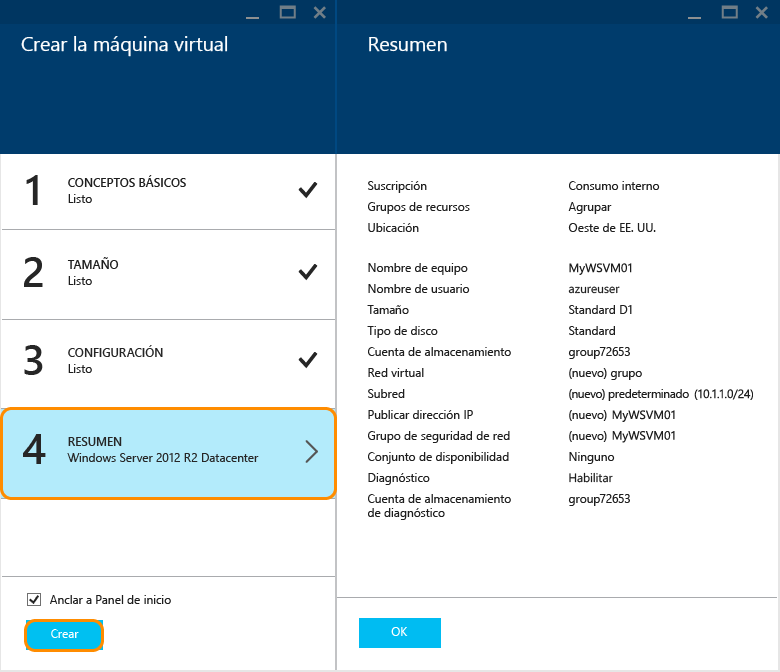 Crear la máquina virtual
1
CONCEPTOS BÁSICOS
Listo
2
TAMAÑO
Listo
3
CONFIGURACIÓN
Listo
4
RESUMEN
Windows Server 2012 R2 Datacenter
Anclar a Panel de inicio
Crear
Resumen
Suscripción Consumo interno
Grupos de recursos Agrupar
Ubicación Oeste de EE. UU.
Nombre de equipo MyWSVM01
Nombre de usuario azureuser
Tamaño Standard D1
Tipo de disco Standard
Cuenta de almacenamiento group72653
Red virtual (nuevo) grupo
Subred (nuevo) predeterminado (10.1.1.0/24)
Publicar dirección IP (nuevo) MyWSVM01
Grupo de seguridad de red (nuevo) MyWSVM01
Conjunto de disponibilidad Ninguno
Diagnóstico Habilitar
Cuenta de almacenamiento group72653
de diagnóstico
OK